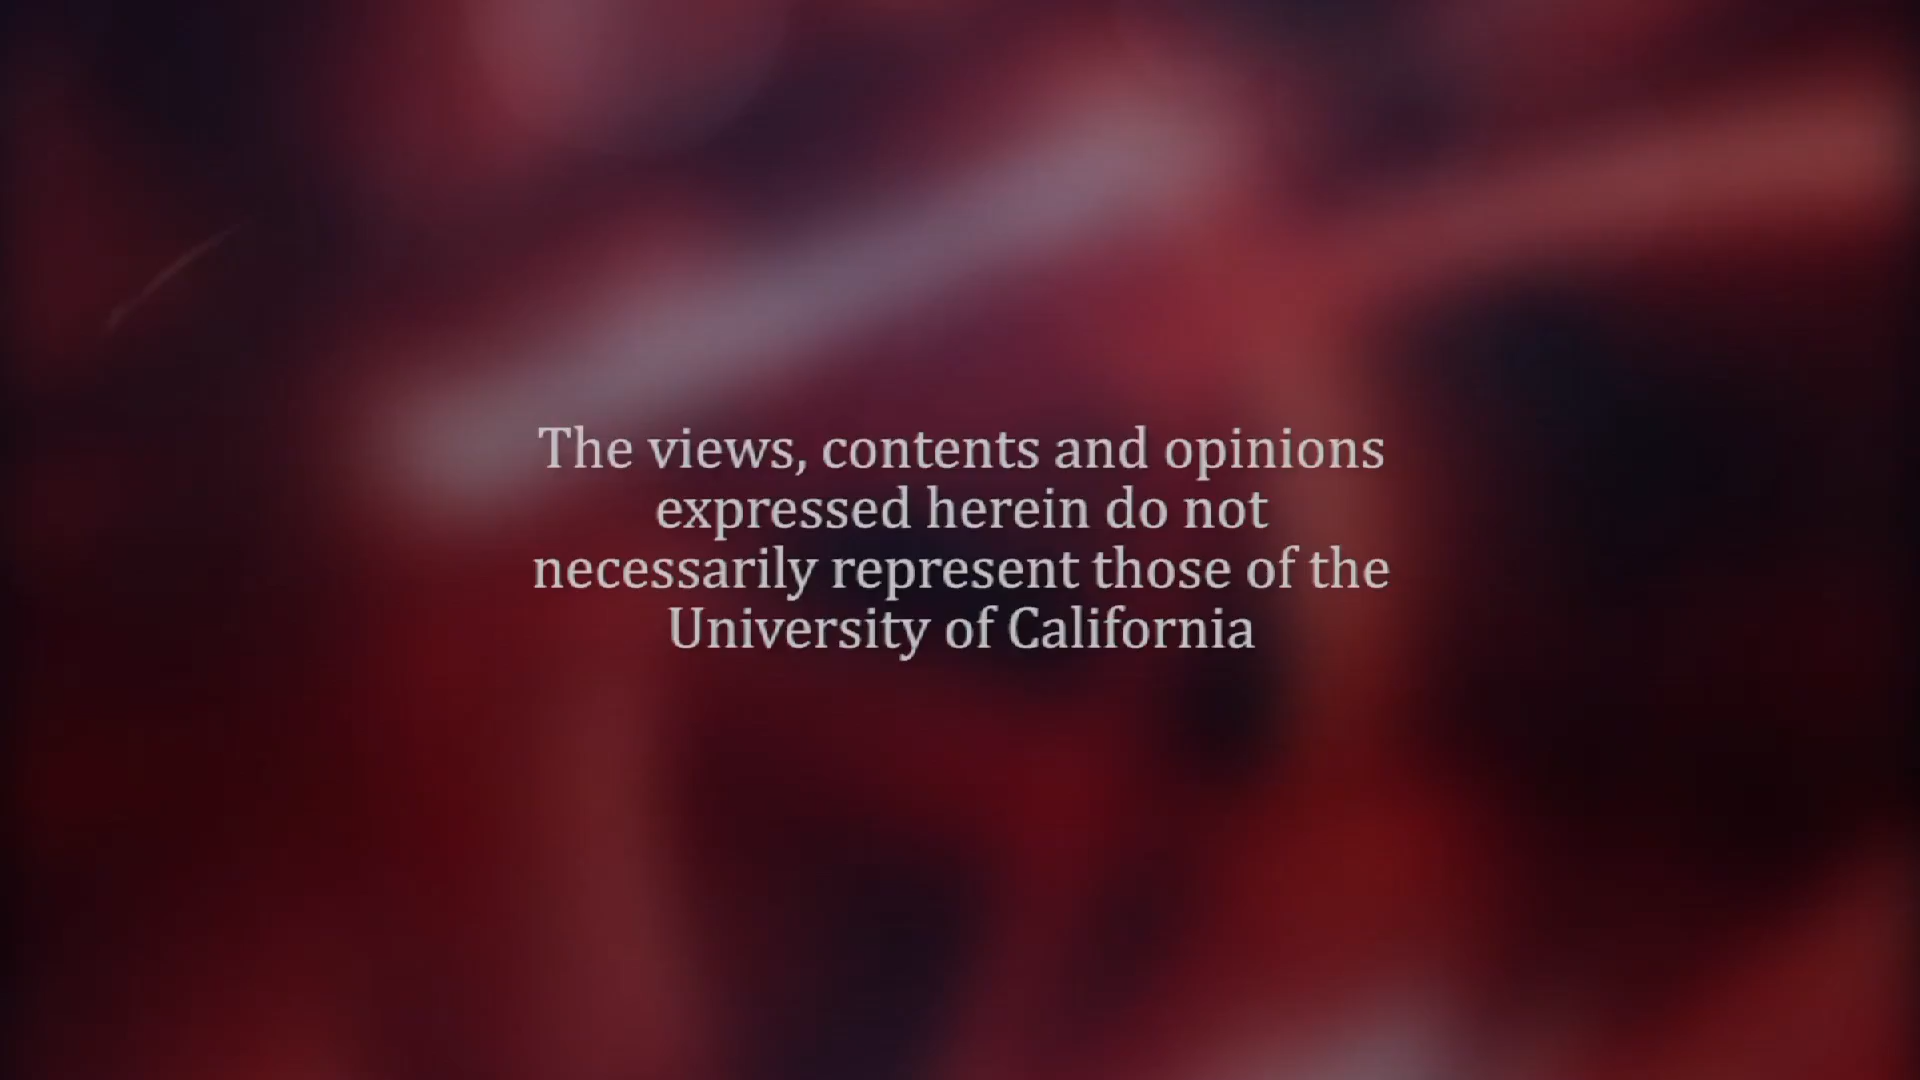 The views, contents and opinions
expressed herein do not
necessarily represent those of the
University of California